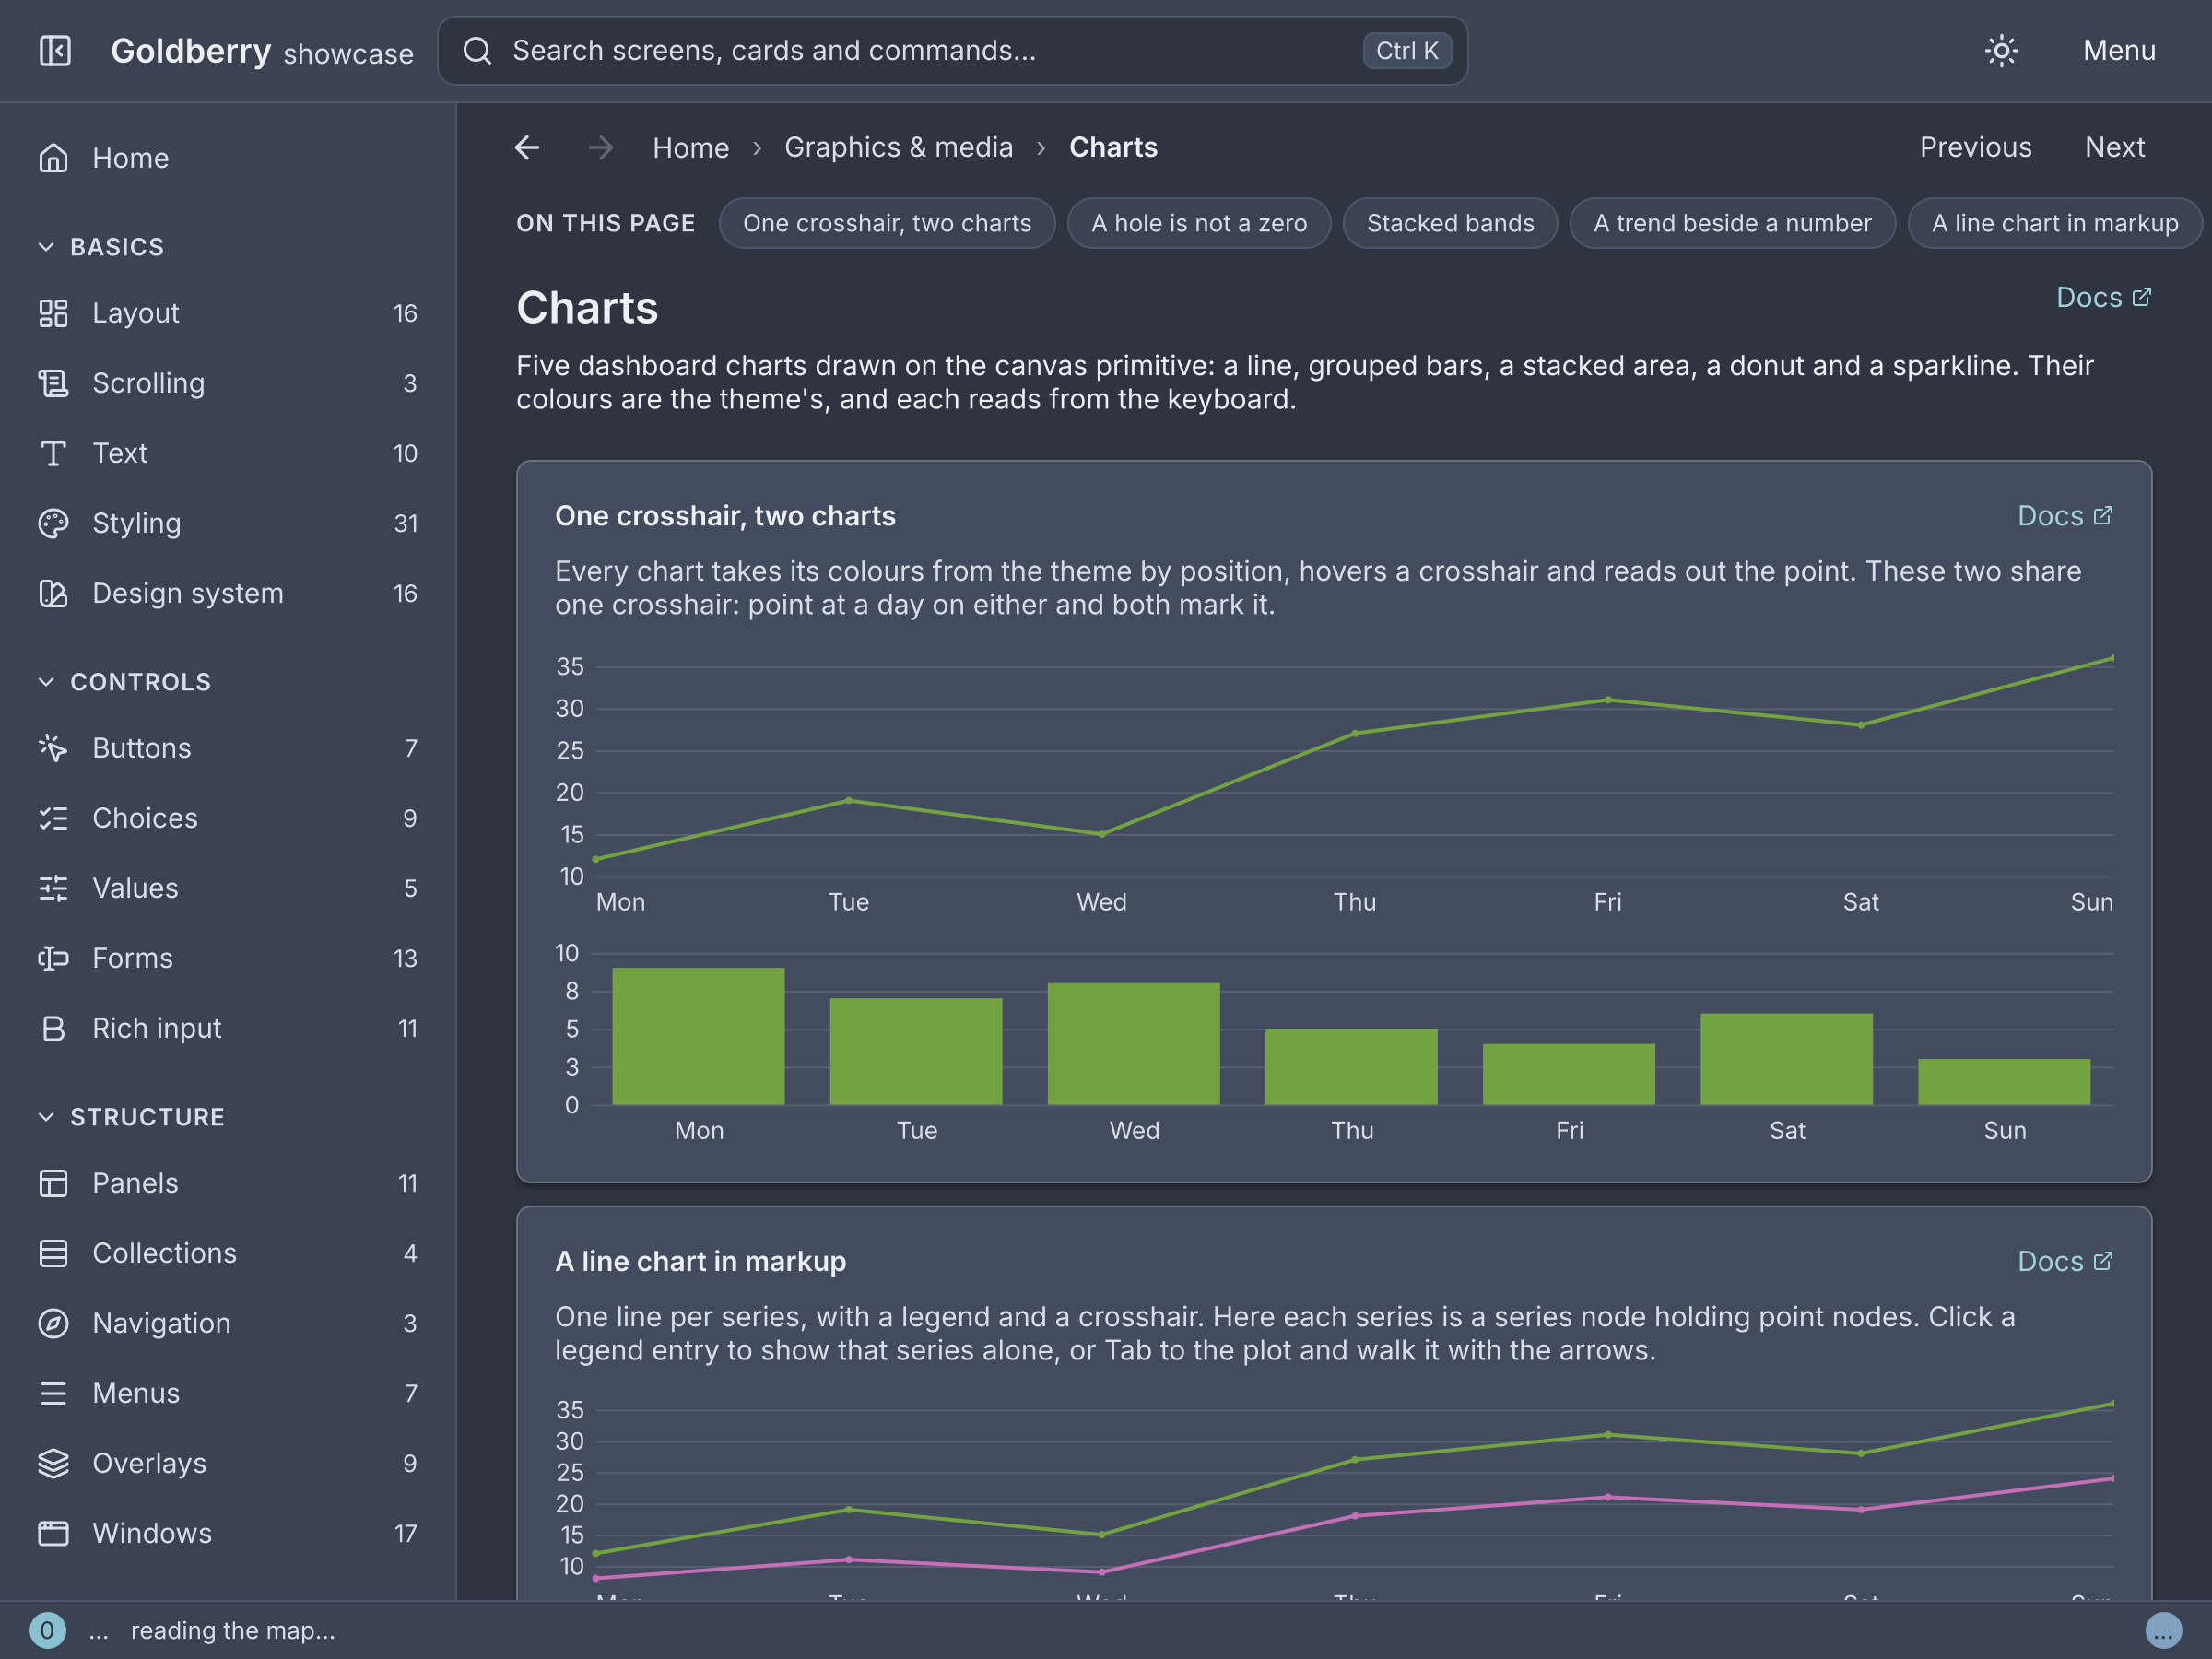 Goldberry showcase
Search screens, cards and commands...
Ctrl K
Menu
Home
BASICS
Layout 16
Scrolling 3
Text 10
Styling 31
Design system 16
CONTROLS
Buttons 7
Choices 9
Values 5
Forms 13
Rich input 11
STRUCTURE
Panels 11
Collections 4
Navigation 3
Menus 7
Overlays 9
Windows 17
Home › Graphics & media › Charts
Previous
Next
ON THIS PAGE
One crosshair, two charts
A hole is not a zero
Stacked bands
A trend beside a number
A line chart in markup
Charts
Docs
Five dashboard charts drawn on the canvas primitive: a line, grouped bars, a stacked area, a donut and a sparkline. Their
colours are the theme's, and each reads from the keyboard.
One crosshair, two charts
Docs
Every chart takes its colours from the theme by position, hovers a crosshair and reads out the point. These two share
one crosshair: point at a day on either and both mark it.
35
30
25
20
15
10
Mon Tue Wed Thu Fri Sat Sun
10
8
5
3
0
Mon Tue Wed Thu Fri Sat Sun
A line chart in markup
Docs
One line per series, with a legend and a crosshair. Here each series is a series node holding point nodes. Click a
legend entry to show that series alone, or Tab to the plot and walk it with the arrows.
35
30
25
20
15
10
Mon Tue Wed Thu Fri Sat Sun
0 ... reading the map...
...